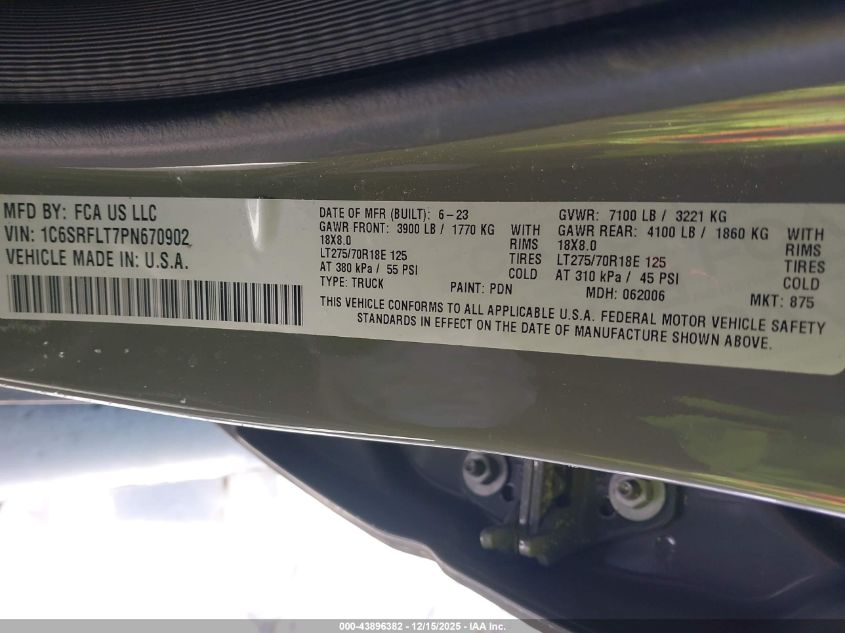 MFD BY: FCA US LLC
VIN: 1C6SRFLT7PN670902
VEHICLE MADE IN: U.S.A.
DATE OF MFR (BUILT): 6-23
GAWR FRONT: 3900 LB / 1770 KG WITH
18X8.0 RIMS
LT275/70R18E 125 TIRES
AT 380 kPa / 55 PSI COLD
TYPE: TRUCK PAINT: PDN
GVWR: 7100 LB / 3221 KG
GAWR REAR: 4100 LB / 1860 KG WITH
18X8.0 RIMS
LT275/70R18E 125 TIRES
AT 310 kPa / 45 PSI COLD
MDH: 062006 MKT: 875
THIS VEHICLE CONFORMS TO ALL APPLICABLE U.S.A. FEDERAL MOTOR VEHICLE SAFETY
STANDARDS IN EFFECT ON THE DATE OF MANUFACTURE SHOWN ABOVE.
000-43896382 - 12/15/2025 - IAA Inc.